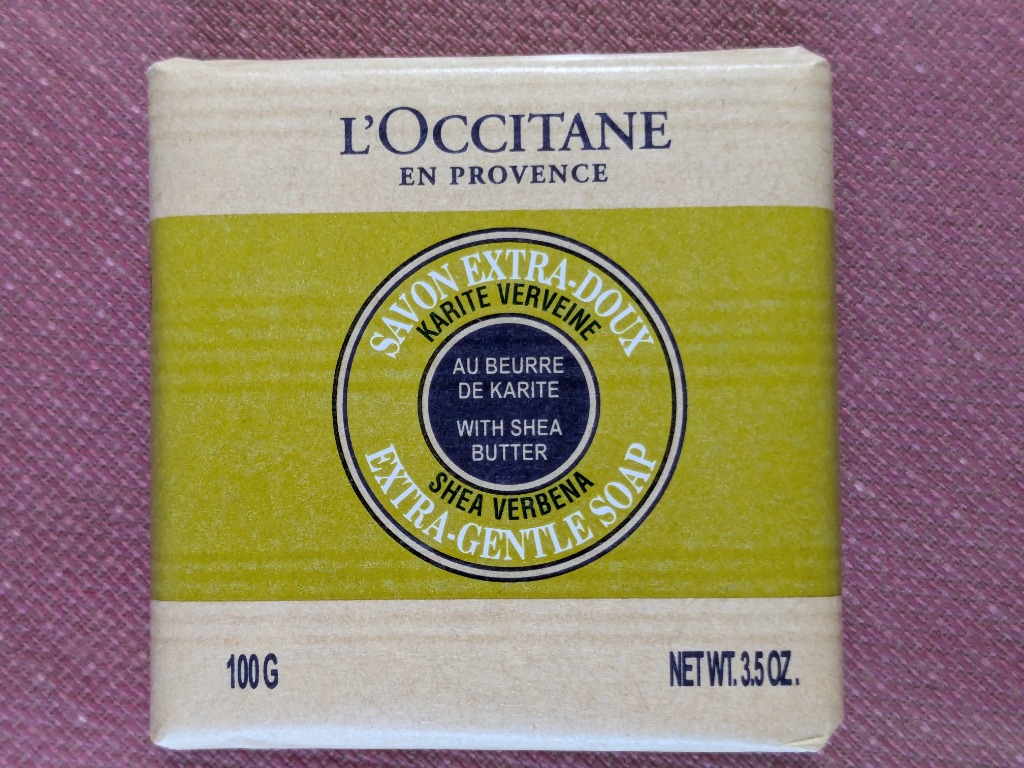 L'OCCITANE
EN PROVENCE
SAVON EXTRA-DOUX
KARITE VERVEINE
AU BEURRE
DE KARITE
WITH SHEA
BUTTER
SHEA VERBENA
EXTRA-GENTLE SOAP
100 G
NET WT. 3.5 OZ.